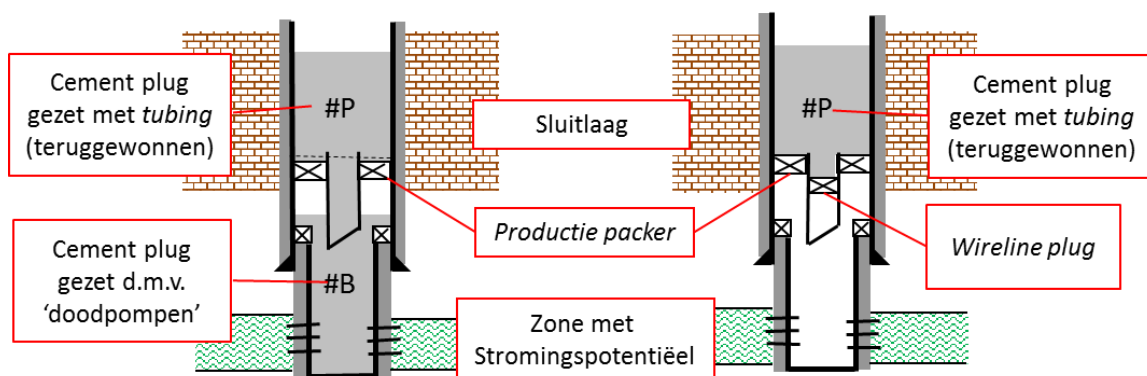 Cement plug
gezet met tubing
(teruggewonnen)
#P
Sluitlaag
#P
Cement plug
gezet met tubing
(teruggewonnen)
Productie packer
Wireline plug
Cement plug
gezet d.m.v.
‘doodpompen’
#B
Zone met
Stromingspotentiëel